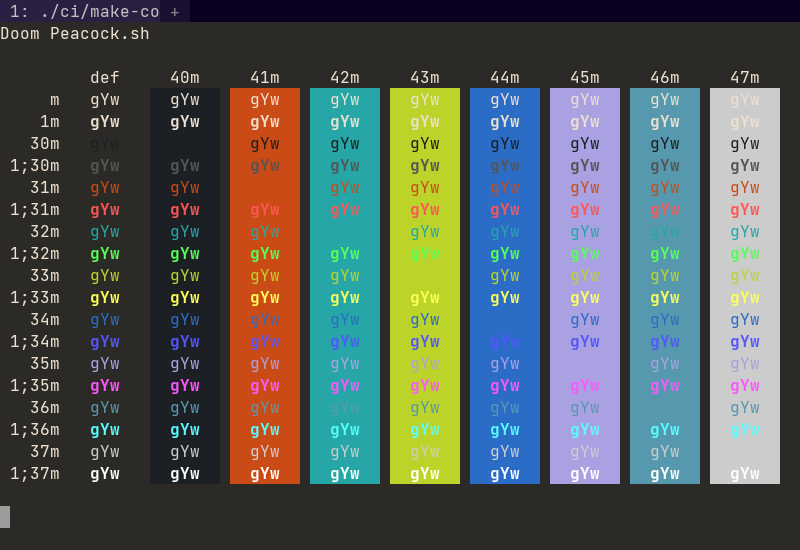 1: ./ci/make-co +
Doom Peacock.sh
def 40m 41m 42m 43m 44m 45m 46m 47m
m gYw gYw gYw gYw gYw gYw gYw gYw gYw
1m gYw gYw gYw gYw gYw gYw gYw gYw gYw
30m gYw gYw gYw gYw gYw gYw gYw gYw
1;30m gYw gYw gYw gYw gYw gYw gYw gYw gYw
31m gYw gYw gYw gYw gYw gYw gYw gYw
1;31m gYw gYw gYw gYw gYw gYw gYw gYw gYw
32m gYw gYw gYw gYw gYw gYw gYw gYw
1;32m gYw gYw gYw gYw gYw gYw gYw gYw gYw
33m gYw gYw gYw gYw gYw gYw gYw gYw
1;33m gYw gYw gYw gYw gYw gYw gYw gYw gYw
34m gYw gYw gYw gYw gYw gYw gYw gYw
1;34m gYw gYw gYw gYw gYw gYw gYw gYw gYw
35m gYw gYw gYw gYw gYw gYw gYw gYw
1;35m gYw gYw gYw gYw gYw gYw gYw gYw gYw
36m gYw gYw gYw gYw gYw gYw gYw gYw
1;36m gYw gYw gYw gYw gYw gYw gYw gYw gYw
37m gYw gYw gYw gYw gYw gYw gYw gYw
1;37m gYw gYw gYw gYw gYw gYw gYw gYw gYw